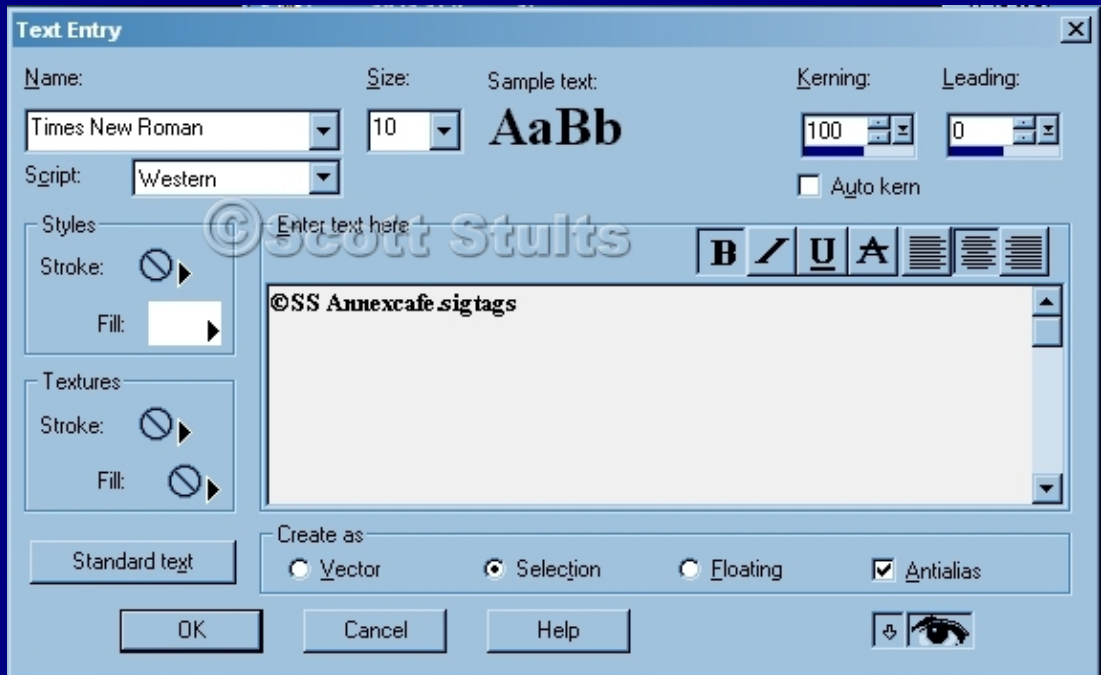 Text Entry
Name:
Size:
Sample text:
Kerning:
Leading:
Times New Roman
10
AaBb
100
0
Script:
Western
Auto kern
©Scott Stults
Styles
Enter text here
Stroke:
B I U A
Fill:
©SS Annexcafe.sigtags
Textures
Stroke:
Fill:
Standard text
Create as
Vector
Selection
Floating
Antialias
OK
Cancel
Help